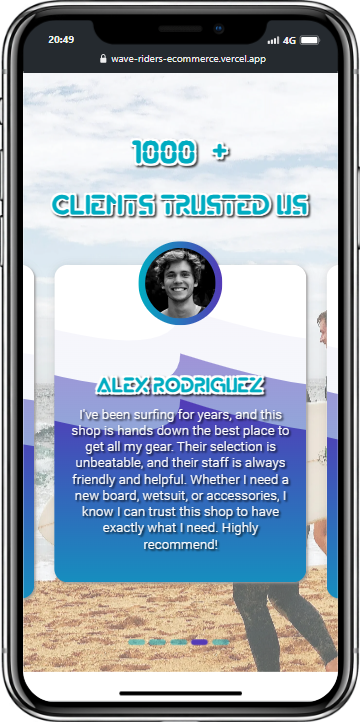 20:49
4G
wave-riders-ecommerce.vercel.app
1000 +
CLIENTS TRUSTED US
ALEX RODRIGUEZ
I've been surfing for years, and this
shop is hands down the best place to
get all my gear. Their selection is
unbeatable, and their staff is always
friendly and helpful. Whether I need a
new board, wetsuit, or accessories, I
know I can trust this shop to have
exactly what I need. Highly
recommend!